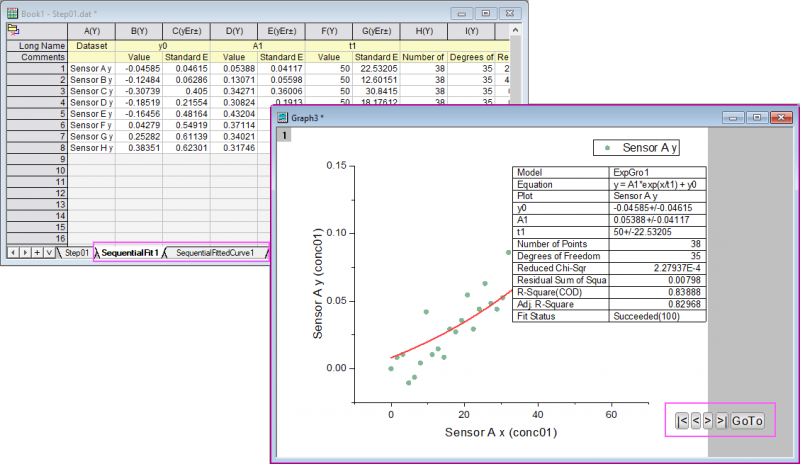 Book1 - Step01.dat *
A(Y) B(Y) C(yEr±) D(Y) E(yEr±) F(Y) G(yEr±) H(Y) I(Y)
Long Name Dataset y0 A1 t1
Comments Value Standard E Value Standard E Value Standard E Number of Degrees of Re
1 Sensor A y -0.04585 0.04615 0.05388 0.04117 50 22.53205 38 35 2
2 Sensor B y -0.12484 0.06286 0.13071 0.05598 50 12.60151 38 35 4
3 Sensor C y -0.30739 0.405 0.34271 0.36006 50 30.8415 38 35
4 Sensor D y -0.18519 0.21554 0.30824 0.1913 50 18.17612 38 35
5 Sensor E y -0.16456 0.48164 0.43204
6 Sensor F y 0.04279 0.54919 0.37114
7 Sensor G y 0.25282 0.61139 0.34021
8 Sensor H y 0.38351 0.62301 0.31746
9
10
11
12
13
14
15
16
+ Step01 SequentialFit1 SequentialFittedCurve1
Graph3 *
1
Sensor A y
Model ExpGro1
Equation y = A1*exp(x/t1) + y0
Plot Sensor A y
y0 -0.04585+/-0.04615
A1 0.05388+/-0.04117
t1 50+/-22.53205
Number of Points 38
Degrees of Freedom 35
Reduced Chi-Sqr 2.27937E-4
Residual Sum of Squa 0.00798
R-Square(COD) 0.83888
Adj. R-Square 0.82968
Fit Status Succeeded(100)
0.15
0.10
0.05
0.00
Sensor A y (conc01)
0 20 40 60
Sensor A x (conc01)
|< < > >| GoTo